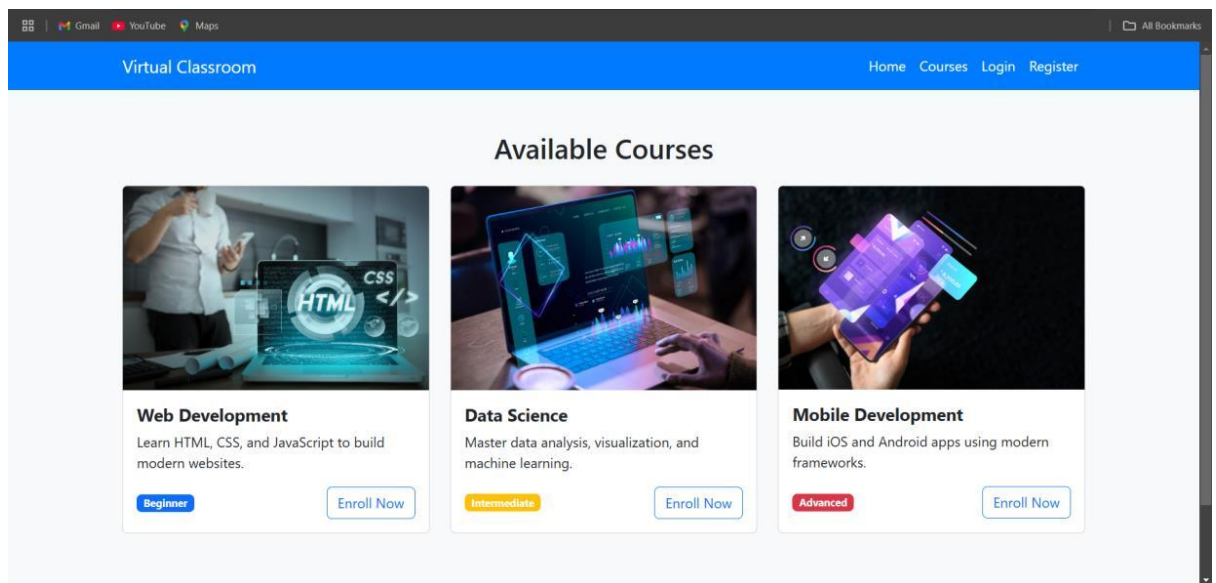 Gmail YouTube Maps All Bookmarks
Virtual Classroom Home Courses Login Register
Available Courses
CSS
</>
HTML
Web Development
Learn HTML, CSS, and JavaScript to build
modern websites.
Beginner Enroll Now
Data Science
Master data analysis, visualization, and
machine learning.
Intermediate Enroll Now
Mobile Development
Build iOS and Android apps using modern
frameworks.
Advanced Enroll Now